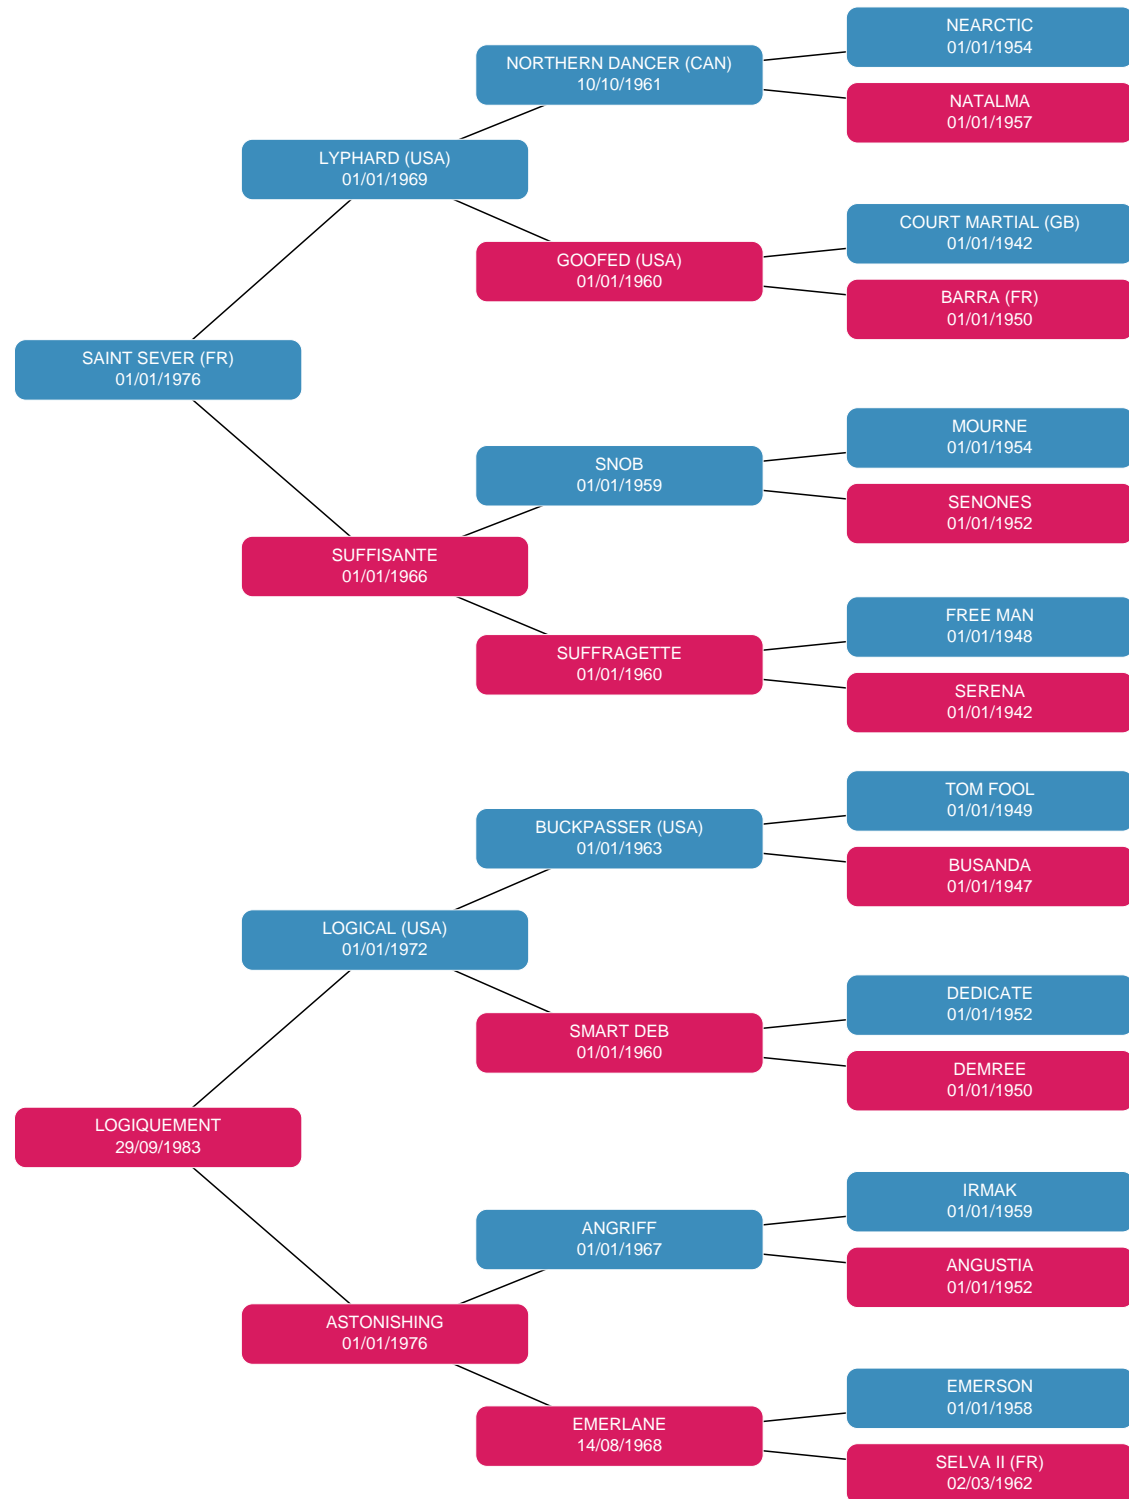 NEARCTIC
01/01/1954
NORTHERN DANCER (CAN)
10/10/1961
NATALMA
01/01/1957
LYPHARD (USA)
01/01/1969
COURT MARTIAL (GB)
01/01/1942
GOOFED (USA)
01/01/1960
BARRA (FR)
01/01/1950
SAINT SEVER (FR)
01/01/1976
MOURNE
01/01/1954
SNOB
01/01/1959
SENONES
01/01/1952
SUFFISANTE
01/01/1966
FREE MAN
01/01/1948
SUFFRAGETTE
01/01/1960
SERENA
01/01/1942
TOM FOOL
01/01/1949
BUCKPASSER (USA)
01/01/1963
BUSANDA
01/01/1947
LOGICAL (USA)
01/01/1972
DEDICATE
01/01/1952
SMART DEB
01/01/1960
DEMREE
01/01/1950
LOGIQUEMENT
29/09/1983
IRMAK
01/01/1959
ANGRIFF
01/01/1967
ANGUSTIA
01/01/1952
ASTONISHING
01/01/1976
EMERSON
01/01/1958
EMERLANE
14/08/1968
SELVA II (FR)
02/03/1962